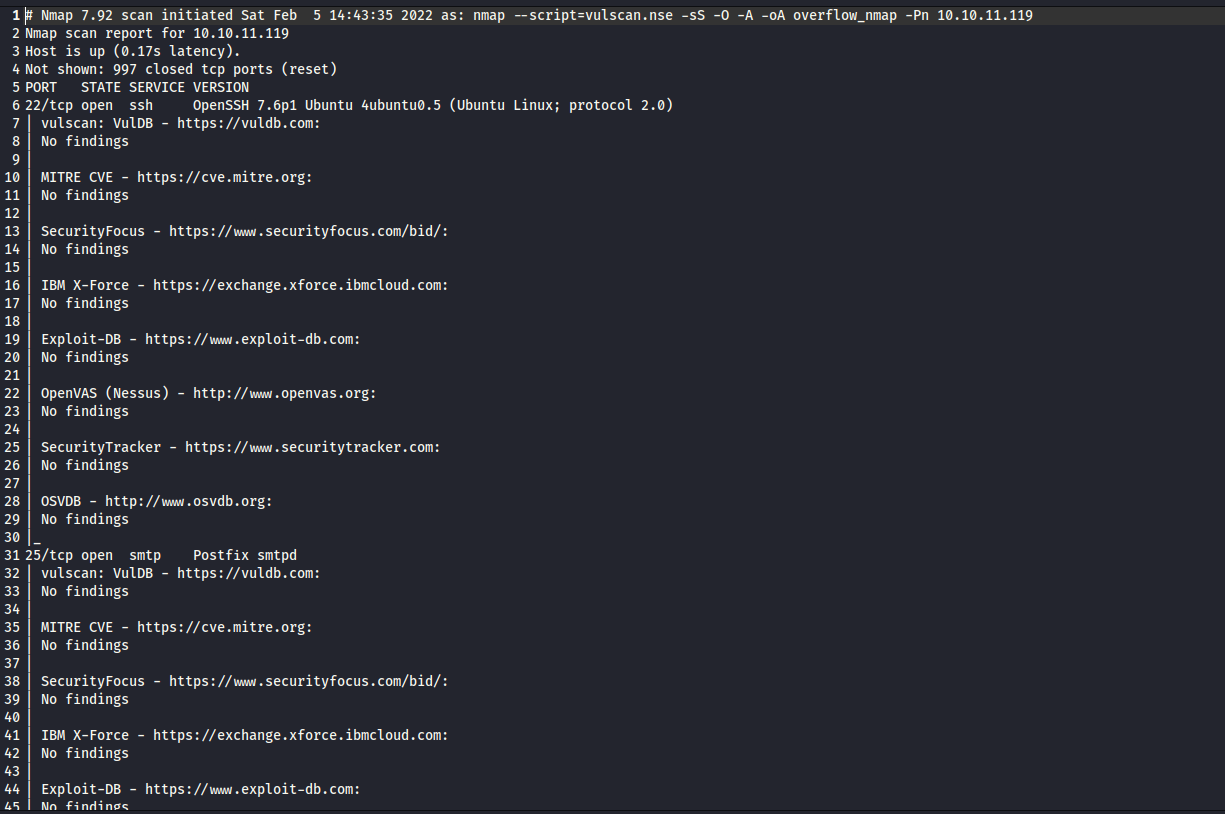 1 # Nmap 7.92 scan initiated Sat Feb  5 14:43:35 2022 as: nmap --script=vulscan.nse -sS -O -A -oA overflow_nmap -Pn 10.10.11.119
2 Nmap scan report for 10.10.11.119
3 Host is up (0.17s latency).
4 Not shown: 997 closed tcp ports (reset)
5 PORT   STATE SERVICE VERSION
6 22/tcp open  ssh     OpenSSH 7.6p1 Ubuntu 4ubuntu0.5 (Ubuntu Linux; protocol 2.0)
7 | vulscan: VulDB - https://vuldb.com:
8 | No findings
9 |
10 | MITRE CVE - https://cve.mitre.org:
11 | No findings
12 |
13 | SecurityFocus - https://www.securityfocus.com/bid/:
14 | No findings
15 |
16 | IBM X-Force - https://exchange.xforce.ibmcloud.com:
17 | No findings
18 |
19 | Exploit-DB - https://www.exploit-db.com:
20 | No findings
21 |
22 | OpenVAS (Nessus) - http://www.openvas.org:
23 | No findings
24 |
25 | SecurityTracker - https://www.securitytracker.com:
26 | No findings
27 |
28 | OSVDB - http://www.osvdb.org:
29 | No findings
30 |_
31 25/tcp open  smtp    Postfix smtpd
32 | vulscan: VulDB - https://vuldb.com:
33 | No findings
34 |
35 | MITRE CVE - https://cve.mitre.org:
36 | No findings
37 |
38 | SecurityFocus - https://www.securityfocus.com/bid/:
39 | No findings
40 |
41 | IBM X-Force - https://exchange.xforce.ibmcloud.com:
42 | No findings
43 |
44 | Exploit-DB - https://www.exploit-db.com:
45 | No findings